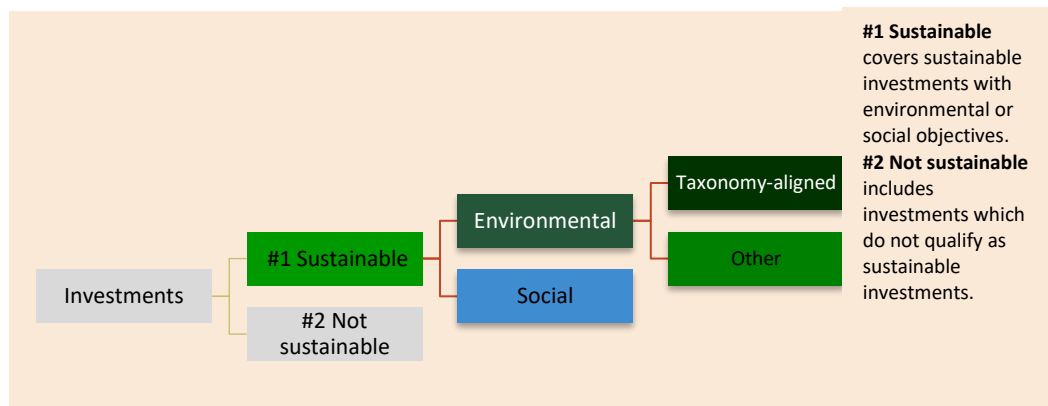 Investments
#1 Sustainable
#2 Not
sustainable
Environmental
Social
Taxonomy-aligned
Other
#1 Sustainable
covers sustainable
investments with
environmental or
social objectives.
#2 Not sustainable
includes
investments which
do not qualify as
sustainable
investments.